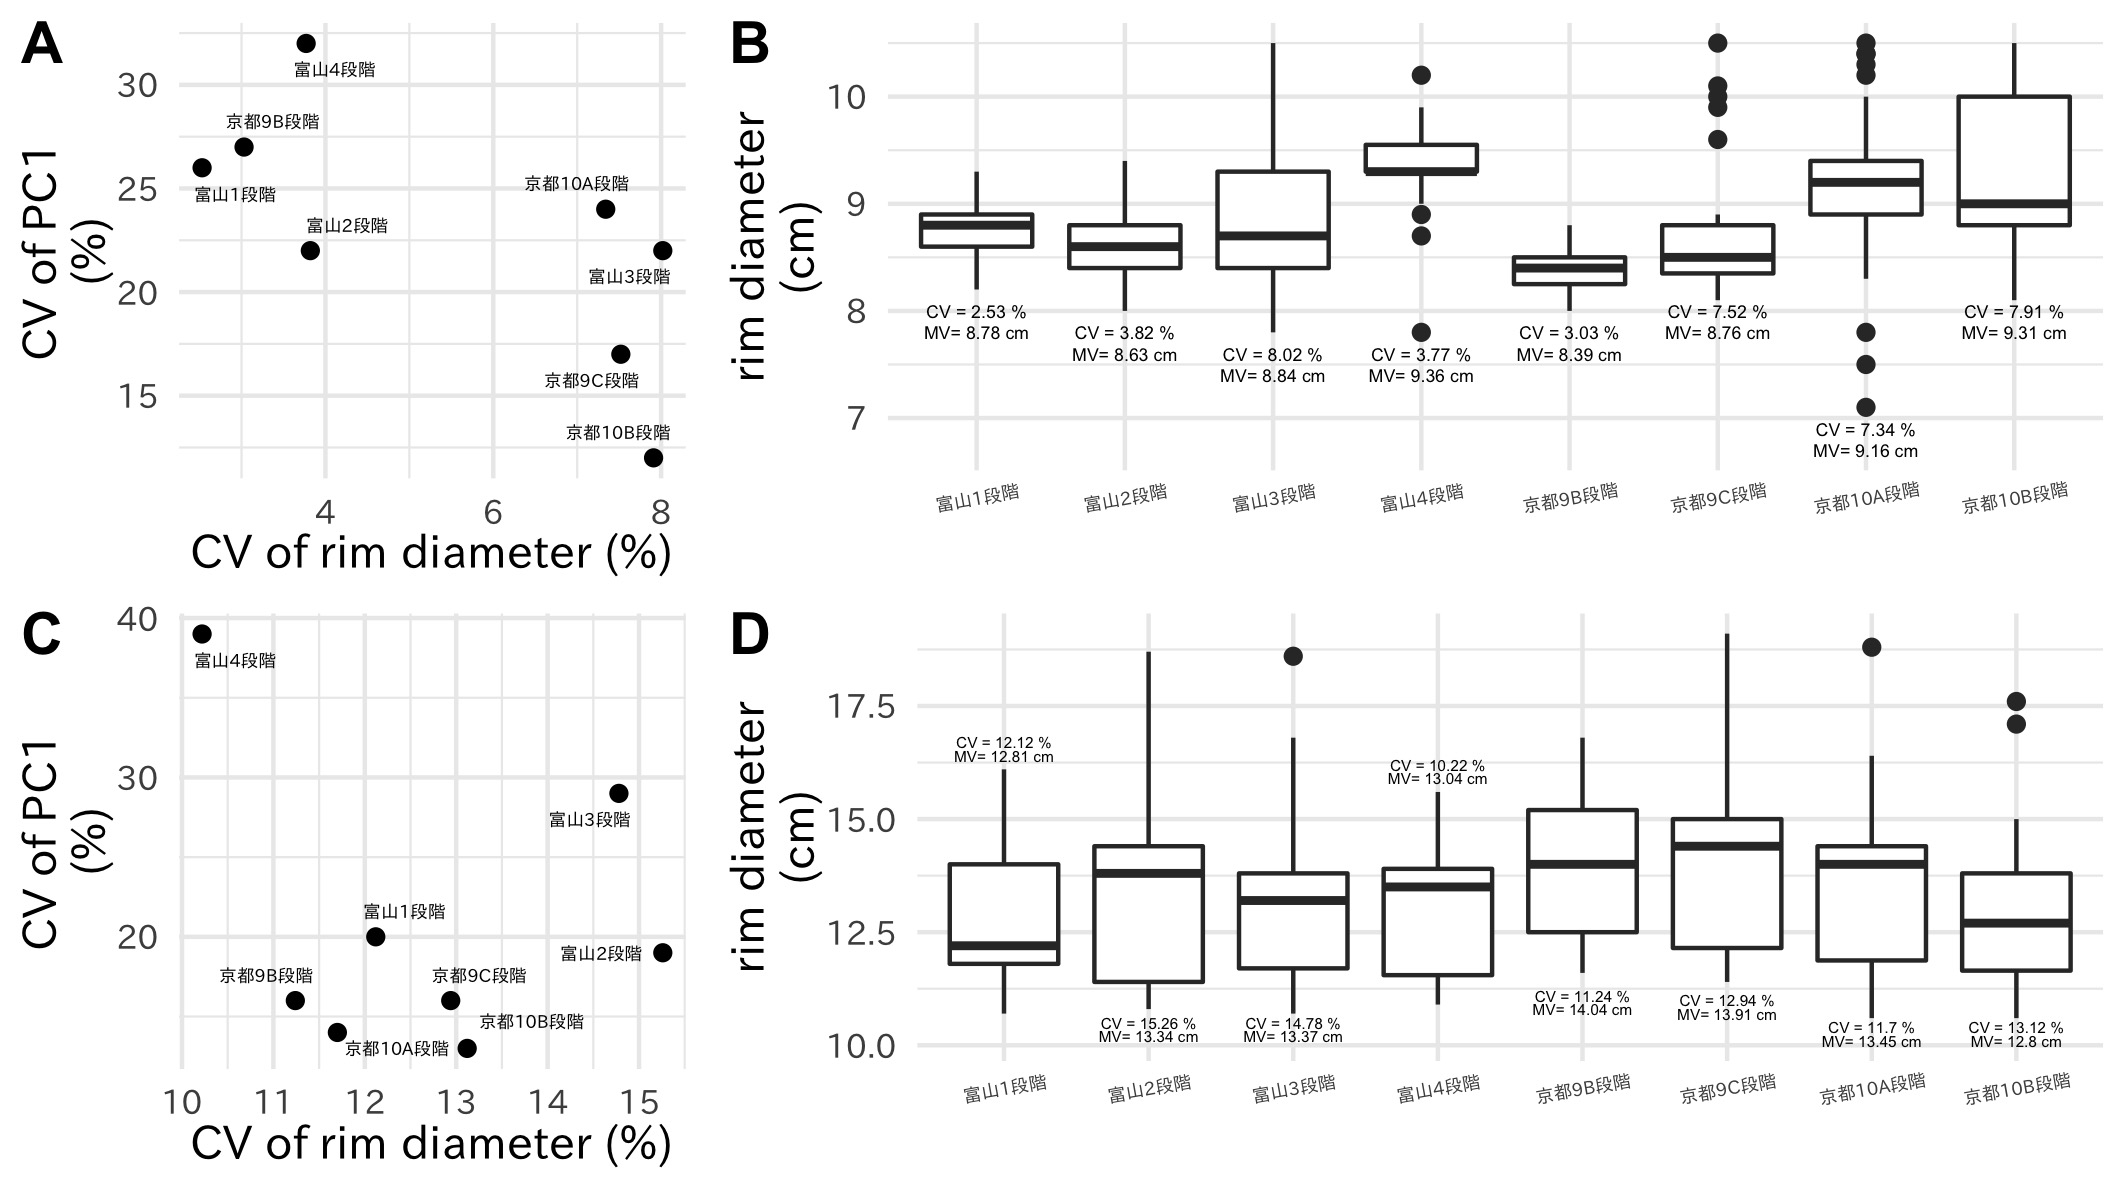 A
CV of PC1
(%)
30
25
20
15
富山4段階
京都9B段階
富山1段階
京都10A段階
富山2段階
富山3段階
京都9C段階
京都10B段階
4
6
8
CV of rim diameter (%)
B
rim diameter
(cm)
10
9
8
7
CV = 2.53 %
MV= 8.78 cm
CV = 3.82 %
MV= 8.63 cm
CV = 8.02 %
MV= 8.84 cm
CV = 3.77 %
MV= 9.36 cm
CV = 3.03 %
MV= 8.39 cm
CV = 7.52 %
MV= 8.76 cm
CV = 7.34 %
MV= 9.16 cm
CV = 7.91 %
MV= 9.31 cm
富山1段階
富山2段階
富山3段階
富山4段階
京都9B段階
京都9C段階
京都10A段階
京都10B段階
C
CV of PC1
(%)
40
30
20
富山4段階
富山3段階
富山1段階
富山2段階
京都9B段階
京都9C段階
京都10B段階
京都10A段階
10
11
12
13
14
15
CV of rim diameter (%)
D
rim diameter
(cm)
17.5
15.0
12.5
10.0
CV = 12.12 %
MV= 12.81 cm
CV = 15.26 %
MV= 13.34 cm
CV = 14.78 %
MV= 13.37 cm
CV = 10.22 %
MV= 13.04 cm
CV = 11.24 %
MV= 14.04 cm
CV = 12.94 %
MV= 13.91 cm
CV = 11.7 %
MV= 13.45 cm
CV = 13.12 %
MV= 12.8 cm
富山1段階
富山2段階
富山3段階
富山4段階
京都9B段階
京都9C段階
京都10A段階
京都10B段階